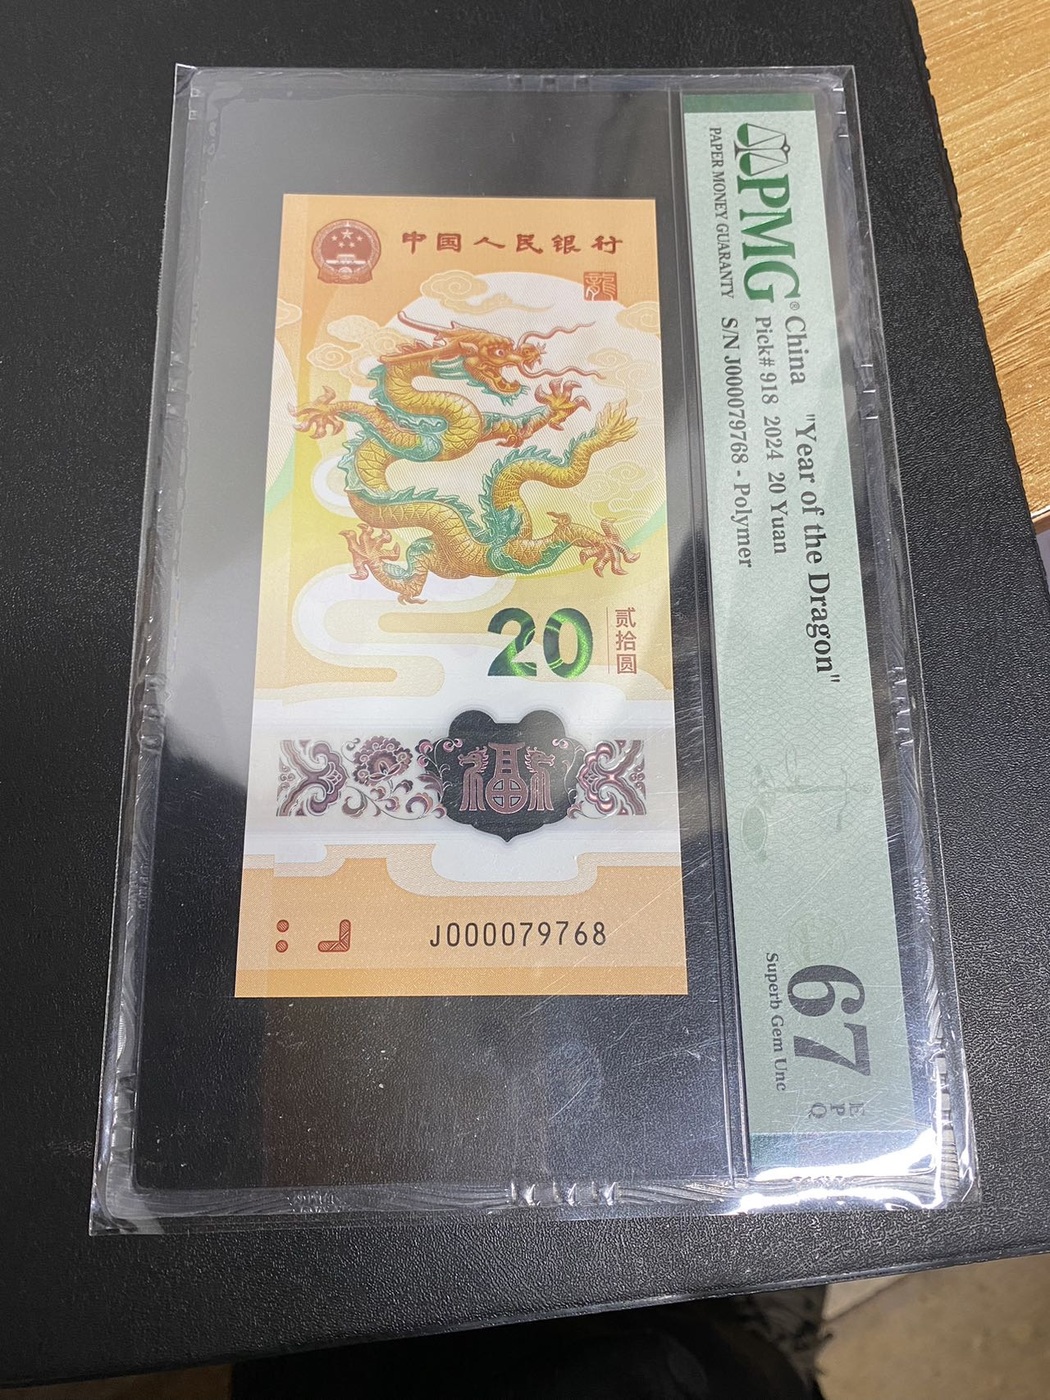 中国人民银行
龍
20
贰拾圆
福
J000079768
PMG®
PAPER MONEY GUARANTY
China "Year of the Dragon"
Pick# 918 2024 20 Yuan
S/N J000079768 - Polymer
67
EPQ
Superb Gem Unc